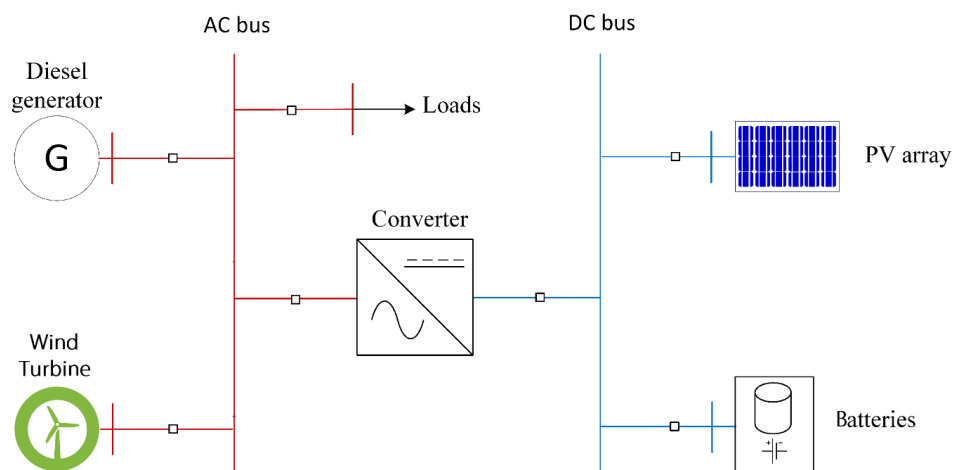 AC bus
DC bus
Diesel
generator
G
Loads
PV array
Converter
Wind
Turbine
Batteries